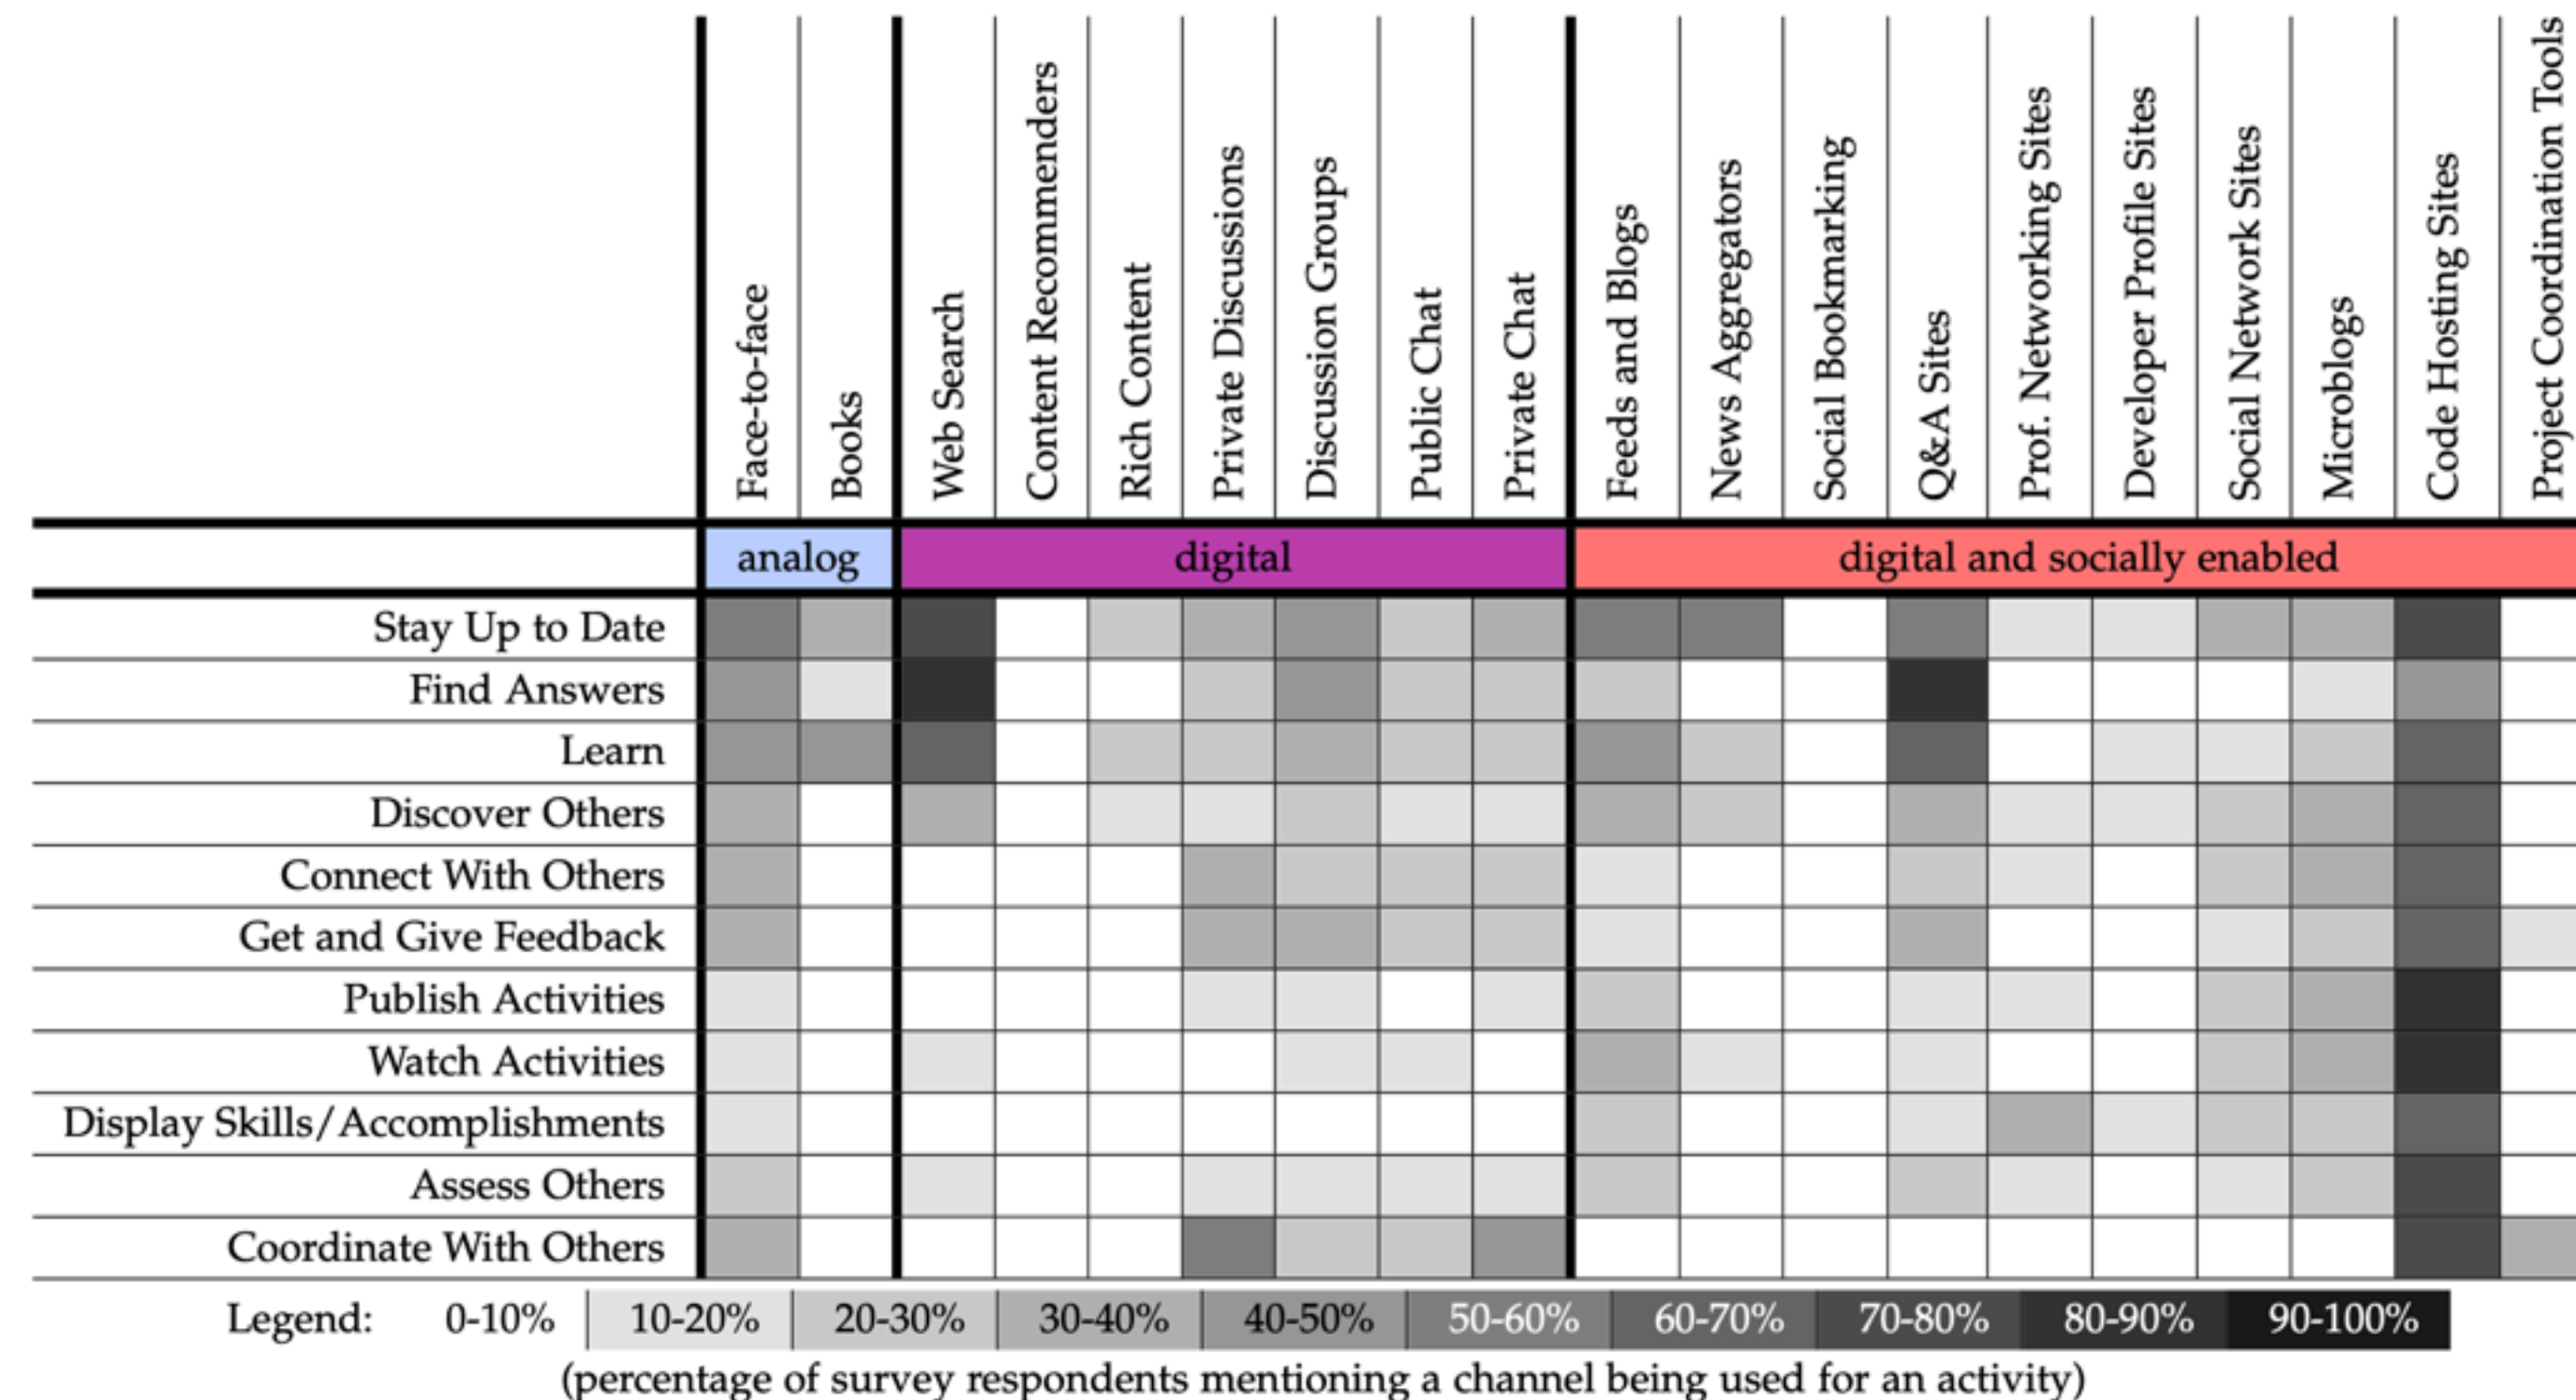 Face-to-face
Books
Web Search
Content Recommenders
Rich Content
Private Discussions
Discussion Groups
Public Chat
Private Chat
Feeds and Blogs
News Aggregators
Social Bookmarking
Q&A Sites
Prof. Networking Sites
Developer Profile Sites
Social Network Sites
Microblogs
Code Hosting Sites
Project Coordination Tools
analog digital digital and socially enabled
Stay Up to Date
Find Answers
Learn
Discover Others
Connect With Others
Get and Give Feedback
Publish Activities
Watch Activities
Display Skills/Accomplishments
Assess Others
Coordinate With Others
Legend: 0-10% 10-20% 20-30% 30-40% 40-50% 50-60% 60-70% 70-80% 80-90% 90-100%
(percentage of survey respondents mentioning a channel being used for an activity)